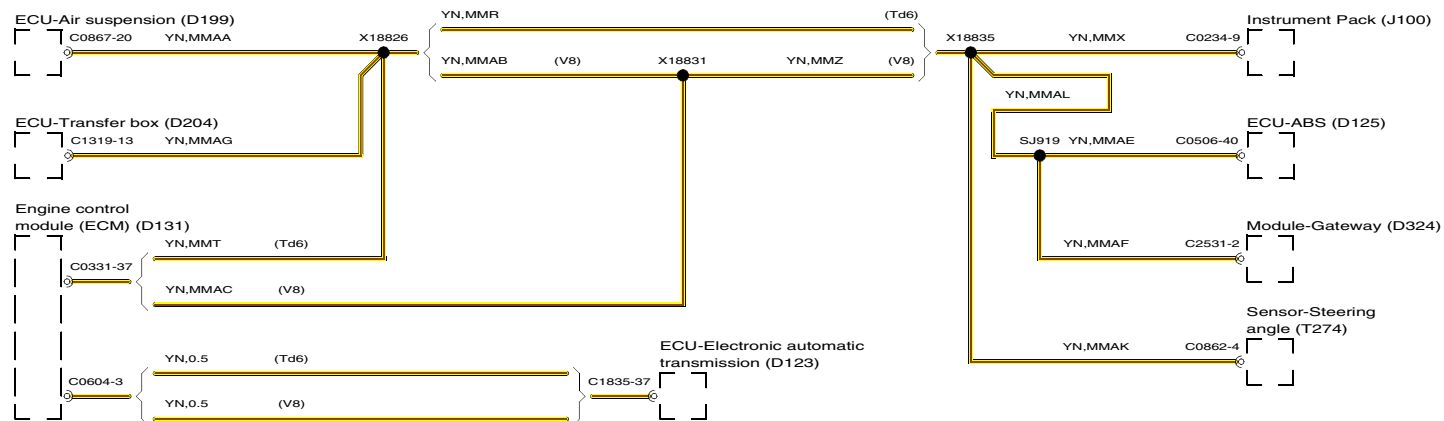 ECU-Air suspension (D199)
C0867-20 YN,MMAA X18826
YN,MMR (Td6)
YN,MMAB (V8) X18831 YN,MMZ (V8)
X18835 YN,MMX C0234-9
Instrument Pack (J100)
YN,MMAL
ECU-Transfer box (D204)
C1319-13 YN,MMAG
SJ919 YN,MMAE C0506-40
ECU-ABS (D125)
Engine control
module (ECM) (D131)
YN,MMT (Td6)
C0331-37
YN,MMAC (V8)
YN,MMAF C2531-2
Module-Gateway (D324)
Sensor-Steering
angle (T274)
YN,MMAK C0862-4
ECU-Electronic automatic
transmission (D123)
YN,0.5 (Td6)
C0604-3 C1835-37
YN,0.5 (V8)